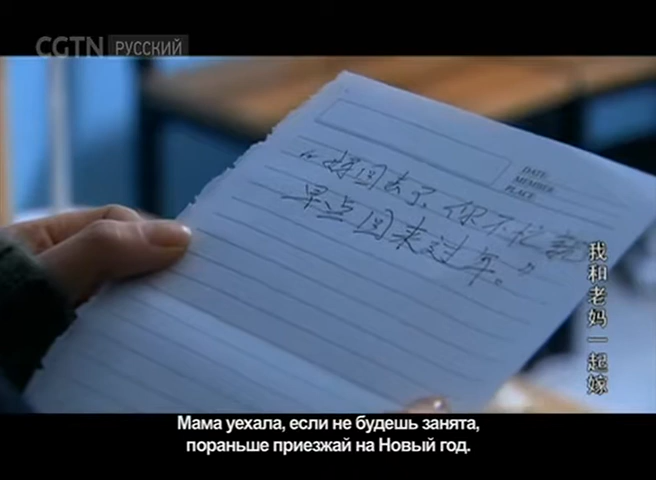 CGTN РУССКИЙ
DATE
MEMBER
PLACE
“妈回去了，你不忙就
早点回来过年。”
我和老妈一起嫁
Мама уехала, если не будешь занята,
пораньше приезжай на Новый год.